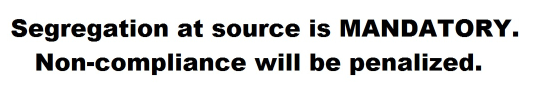 Segregation at source is MANDATORY.
Non-compliance will be penalized.